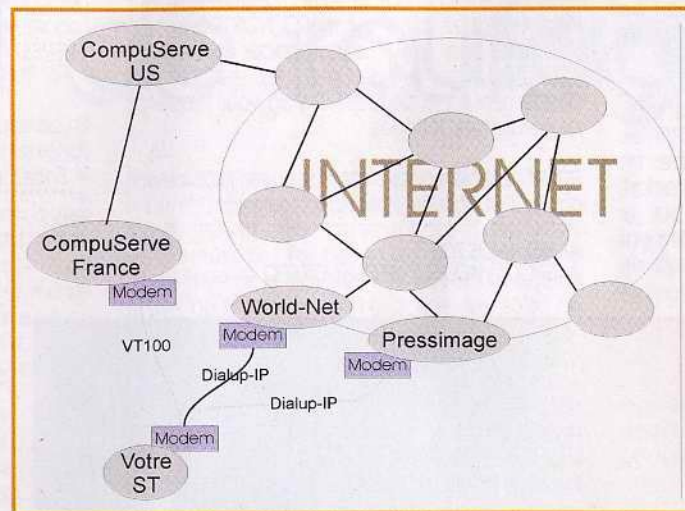 CompuServe
US
INTERNET
CompuServe
France
Modem
World-Net
Modem
Pressimage
VT100
Modem
Dialup-IP
Dialup-IP
Modem
Votre
ST